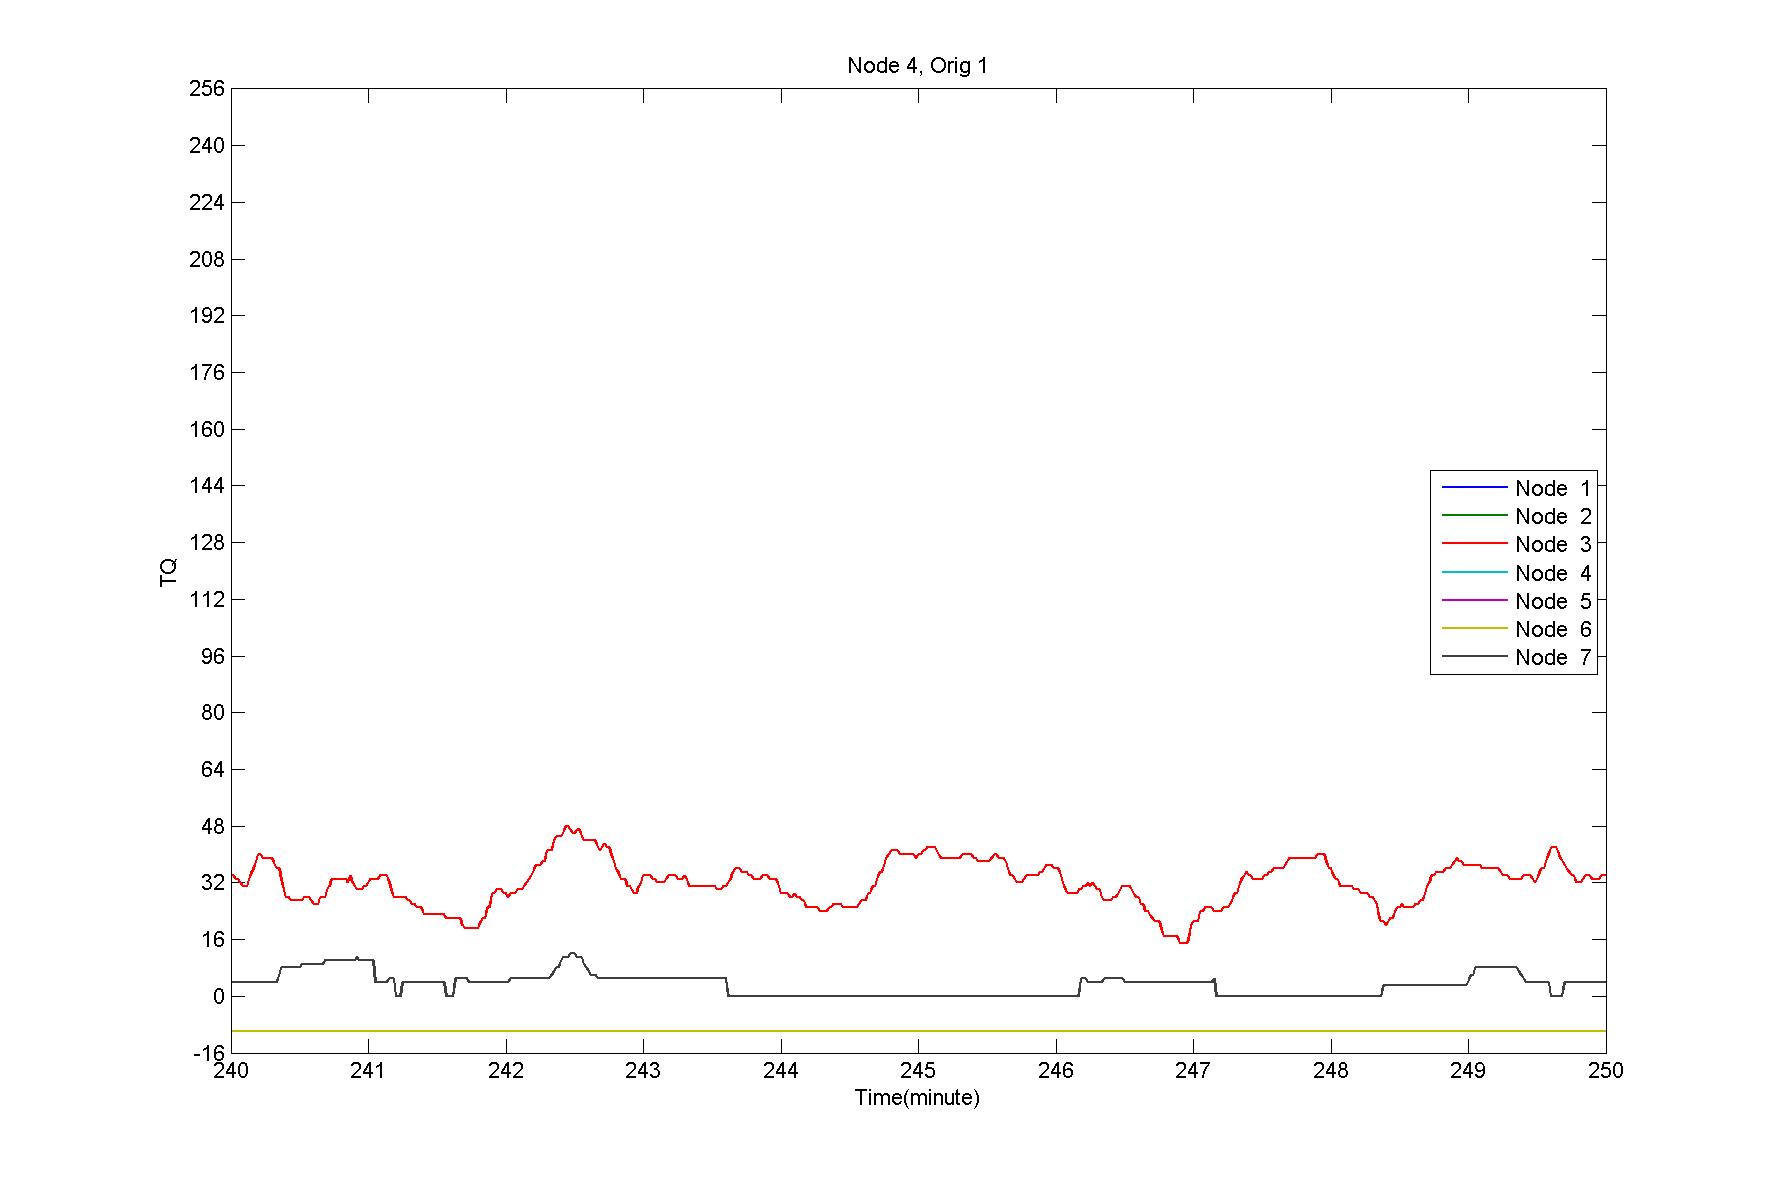 Node 4, Orig 1
256
240
224
208
192
176
160
144
128
112
96
80
64
48
32
16
0
-16
TQ
Node 1
Node 2
Node 3
Node 4
Node 5
Node 6
Node 7
240 241 242 243 244 245 246 247 248 249 250
Time(minute)